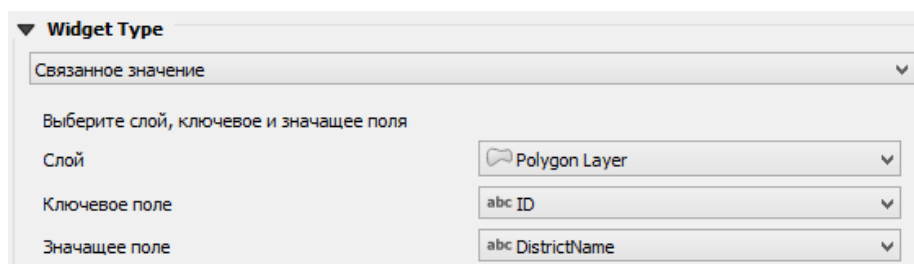 Widget Type
Связанное значение
Выберите слой, ключевое и значащее поля
Слой Polygon Layer
Ключевое поле abc ID
Значащее поле abc DistrictName